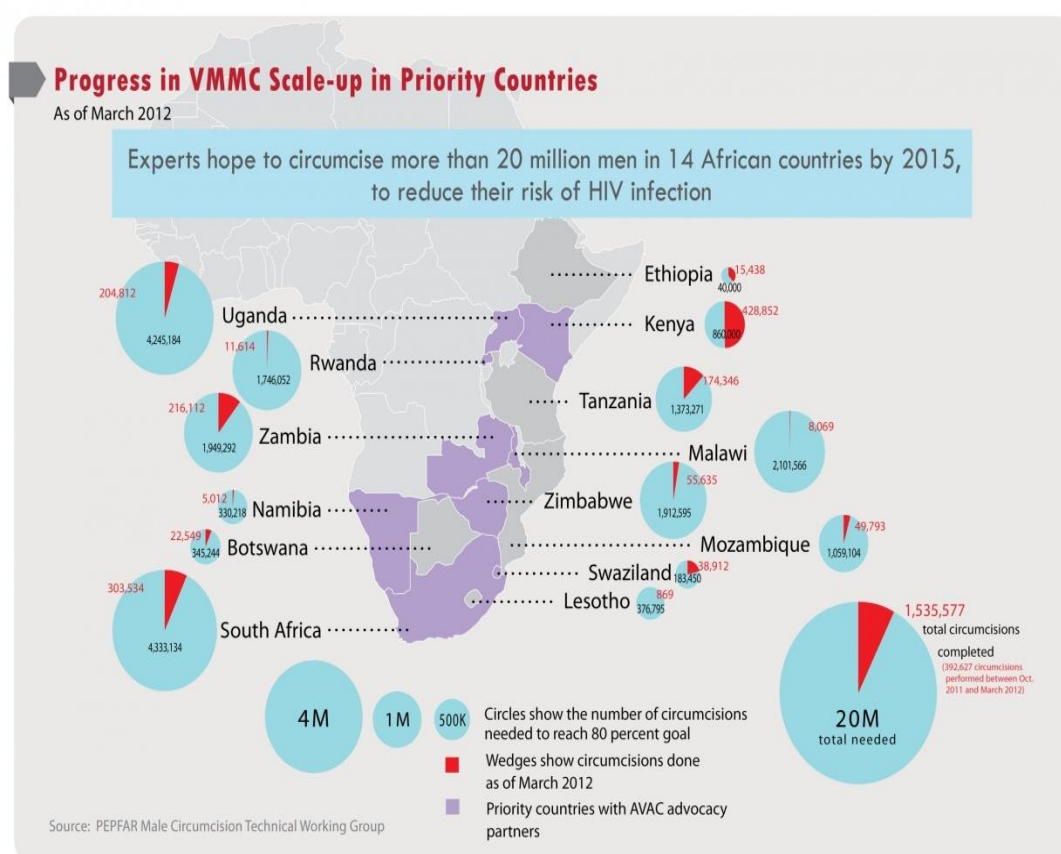 Progress in VMMC Scale-up in Priority Countries
As of March 2012
Experts hope to circumcise more than 20 million men in 14 African countries by 2015,
to reduce their risk of HIV infection
204,812
4,245,184
Uganda
11,614
1,746,052
Rwanda
216,112
1,949,292
Zambia
5,012
330,218
Namibia
22,549
345,244
Botswana
303,534
4,333,134
South Africa
Ethiopia
15,438
40,000
Kenya
428,852
860,000
Tanzania
174,346
1,373,271
Malawi
8,069
2,101,566
Zimbabwe
55,635
1,912,595
Mozambique
49,793
1,059,104
Swaziland
38,912
183,450
Lesotho
869
376,795
1,535,577
total circumcisions
completed
(392,627 circumcisions
performed between Oct.
2011 and March 2012)
20M
total needed
4M
1M
500K
Circles show the number of circumcisions
needed to reach 80 percent goal
Wedges show circumcisions done
as of March 2012
Priority countries with AVAC advocacy
partners
Source: PEPFAR Male Circumcision Technical Working Group